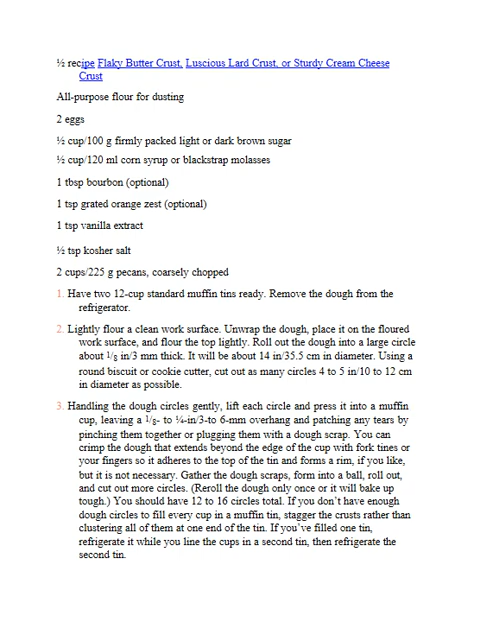 ½ recipe Flaky Butter Crust, Luscious Lard Crust, or Sturdy Cream Cheese
Crust
All-purpose flour for dusting
2 eggs
½ cup/100 g firmly packed light or dark brown sugar
½ cup/120 ml corn syrup or blackstrap molasses
1 tbsp bourbon (optional)
1 tsp grated orange zest (optional)
1 tsp vanilla extract
½ tsp kosher salt
2 cups/225 g pecans, coarsely chopped
1. Have two 12-cup standard muffin tins ready. Remove the dough from the
refrigerator.
2. Lightly flour a clean work surface. Unwrap the dough, place it on the floured
work surface, and flour the top lightly. Roll out the dough into a large circle
about 1/8 in/3 mm thick. It will be about 14 in/35.5 cm in diameter. Using a
round biscuit or cookie cutter, cut out as many circles 4 to 5 in/10 to 12 cm
in diameter as possible.
3. Handling the dough circles gently, lift each circle and press it into a muffin
cup, leaving a 1/8- to ¼-in/3-to 6-mm overhang and patching any tears by
pinching them together or plugging them with a dough scrap. You can
crimp the dough that extends beyond the edge of the cup with fork tines or
your fingers so it adheres to the top of the tin and forms a rim, if you like,
but it is not necessary. Gather the dough scraps, form into a ball, roll out,
and cut out more circles. (Reroll the dough only once or it will bake up
tough.) You should have 12 to 16 circles total. If you don't have enough
dough circles to fill every cup in a muffin tin, stagger the crusts rather than
clustering all of them at one end of the tin. If you've filled one tin,
refrigerate it while you line the cups in a second tin, then refrigerate the
second tin.